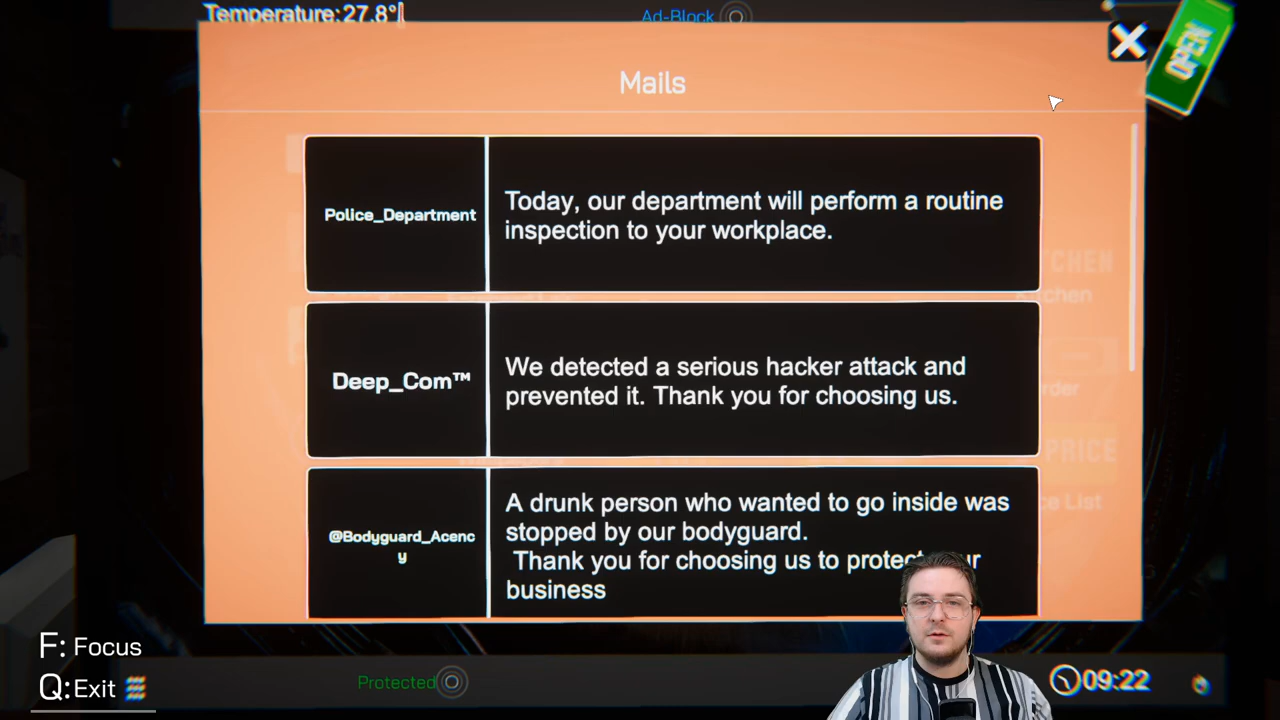 Temperature:27.8°
Ad-Block
OPEN
Mails
Police_Department
Today, our department will perform a routine
inspection to your workplace.
Deep_Com™
We detected a serious hacker attack and
prevented it. Thank you for choosing us.
@Bodyguard_Acenc
y
A drunk person who wanted to go inside was
stopped by our bodyguard.
Thank you for choosing us to
business
PRICE
F: Focus
Q:Exit
Protected
09:22